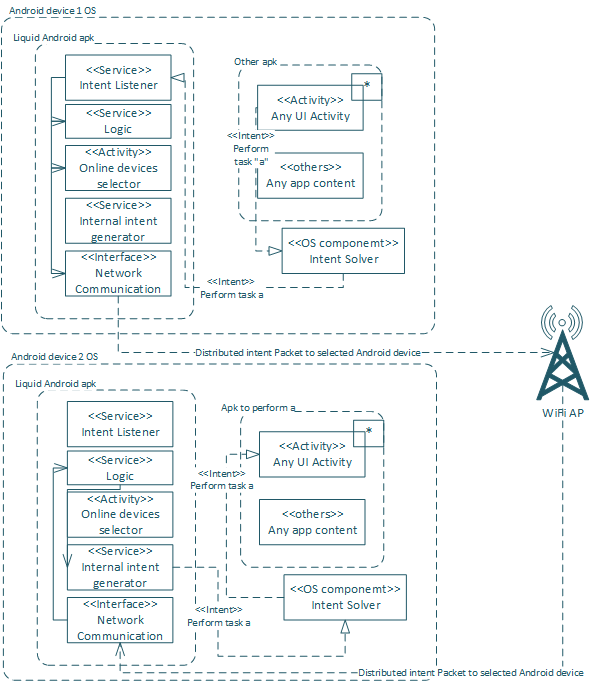 Android device 1 OS
Liquid Android apk
<<Service>>
Intent Listener
<<Service>>
Logic
<<Activity>>
Online devices
selector
<<Service>>
Internal intent
generator
<<Interface>>
Network
Communication
Other apk
*
<<Activity>>
Any UI Activity
<<Intent>>
Perform
task "a"
<<others>>
Any app content
<<OS componemt>>
Intent Solver
<<Intent>>
Perform task a
Distributed intent Packet to selected Android device
WiFi AP
Android device 2 OS
Liquid Android apk
<<Service>>
Intent Listener
<<Service>>
Logic
<<Activity>>
Online devices
selector
<<Service>>
Internal intent
generator
<<Interface>>
Network
Communication
Apk to perform a
*
<<Activity>>
Any UI Activity
<<Intent>>
Perform task a
<<others>>
Any app content
<<OS componemt>>
Intent Solver
<<Intent>>
Perform task a
Distributed intent Packet to selected Android device